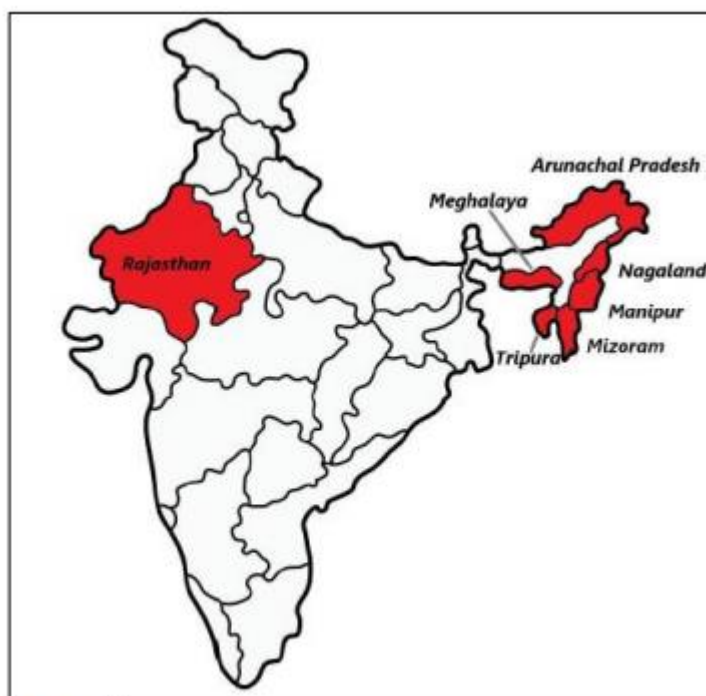 Arunachal Pradesh
Meghalaya
Rajasthan
Nagaland
Manipur
Tripura
Mizoram